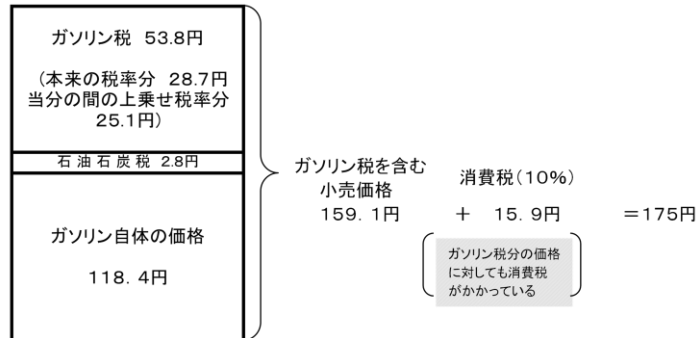 ガソリン税 53.8円
(本来の税率分 28.7円
当分の間の上乗せ税率分
25.1円)
石油石炭税 2.8円
ガソリン自体の価格
118.4円
ガソリン税を含む
小売価格
159.1円
消費税(10%)
+ 15.9円 =175円
ガソリン税分の価格
に対しても消費税
がかかっている